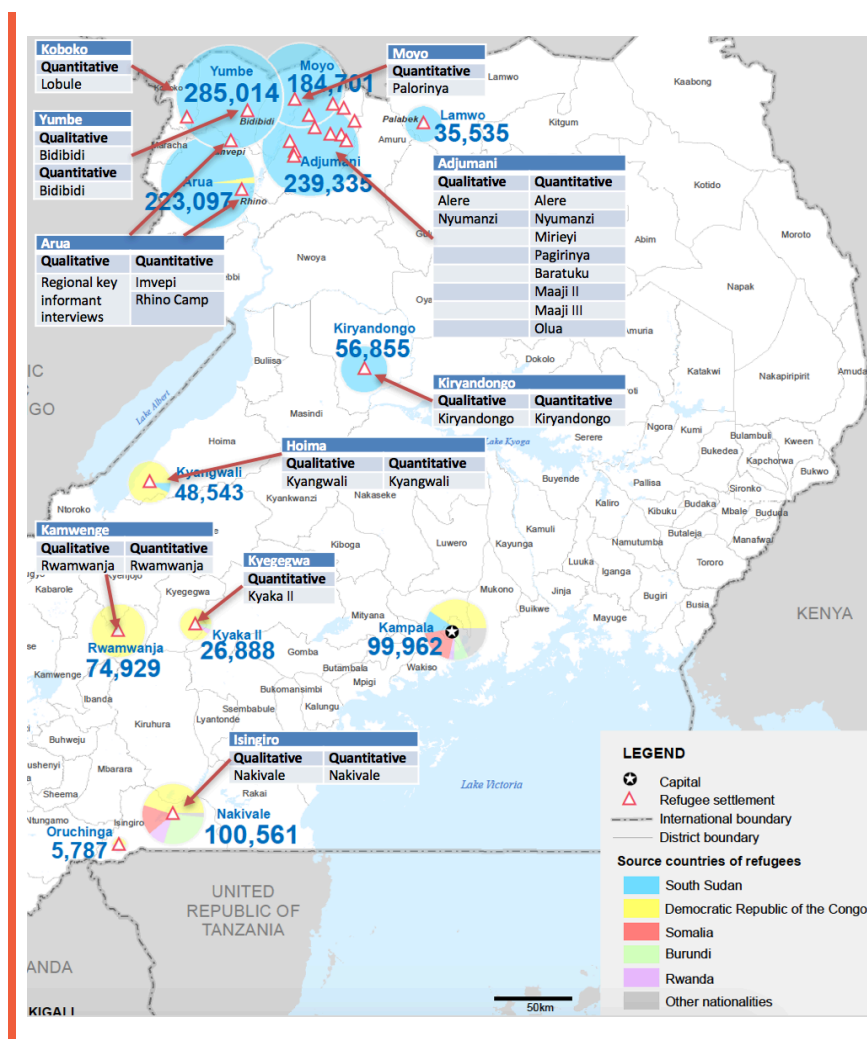 Koboko
Quantitative
Lobule
Yumbe
Qualitative
Bidibidi
Quantitative
Bidibidi
Moyo
Quantitative
Palorinya
Yumbe
285,014
Bidibidi
Moyo
184,701
Lamwo
Kaabong
Palabek
Lamwo
35,535
Kitgum
Maracha
Amuru
Imvepi
Arua
223,097
Rhino
Adjumani
239,335
Adjumani
Qualitative Quantitative
Alere Alere
Nyumanzi Nyumanzi
Mirieyi
Pagirinya
Baratuku
Maaji II
Maaji III
Olua
Kotido
Moroto
Abim
Napak
Arua
Qualitative Quantitative
Regional key Imvepi
informant Rhino Camp
interviews
Nwoya
Kiryandongo
56,855
Buliisa
Dokolo
Katakwi
Nakapiripirit
Amuda
Kiryandongo
Qualitative Quantitative
Kiryandongo Kiryandongo
Lake Albert
Masindi
Lake Kyoga
Serere
Ngora
Kumi
Bukedea
Bulambuli
Kween
Kapchorwa
Bukwo
Hoima
Hoima
Qualitative Quantitative
Kyangwali Kyangwali
Kyangwali
48,543
Kyankwanzi
Nakaseke
Buyende
Pallisa
Sironko
Kaliro
Kibuku
Budaka
Mbale
Bududa
Ntoroko
Kamwenge
Qualitative Quantitative
Rwamwanja Rwamwanja
Kiboga
Luwero
Kayunga
Kamuli
Namutumba
Butaleja
Manafwa
Luuka
Iganga
Tororo
Kyenjojo
Kabarole
Kyegegwa
Kyegegwa
Quantitative
Kyaka II
Mukono
Jinja
Bugiri
Busia
Buikwe
Mayuge
KENYA
Mityana
Kampala
99,962
Wakiso
Kyaka II
26,888
Rwamwanja
74,929
Gomba
Butambala
Mpigi
Kamwenge
Bukomansimbi
Ibanda
Ssembabule
Kalungu
Kiruhura
Lyantonde
Buhweju
Mbarara
Sheema
Isingiro
Qualitative Quantitative
Nakivale Nakivale
Rakai
Lake Victoria
Ntungamo
Isingiro
Nakivale
100,561
Oruchinga
5,787
UNITED
REPUBLIC OF
TANZANIA
KIGALI
50km
LEGEND
Capital
Refugee settlement
International boundary
District boundary
Source countries of refugees
South Sudan
Democratic Republic of the Congo
Somalia
Burundi
Rwanda
Other nationalities